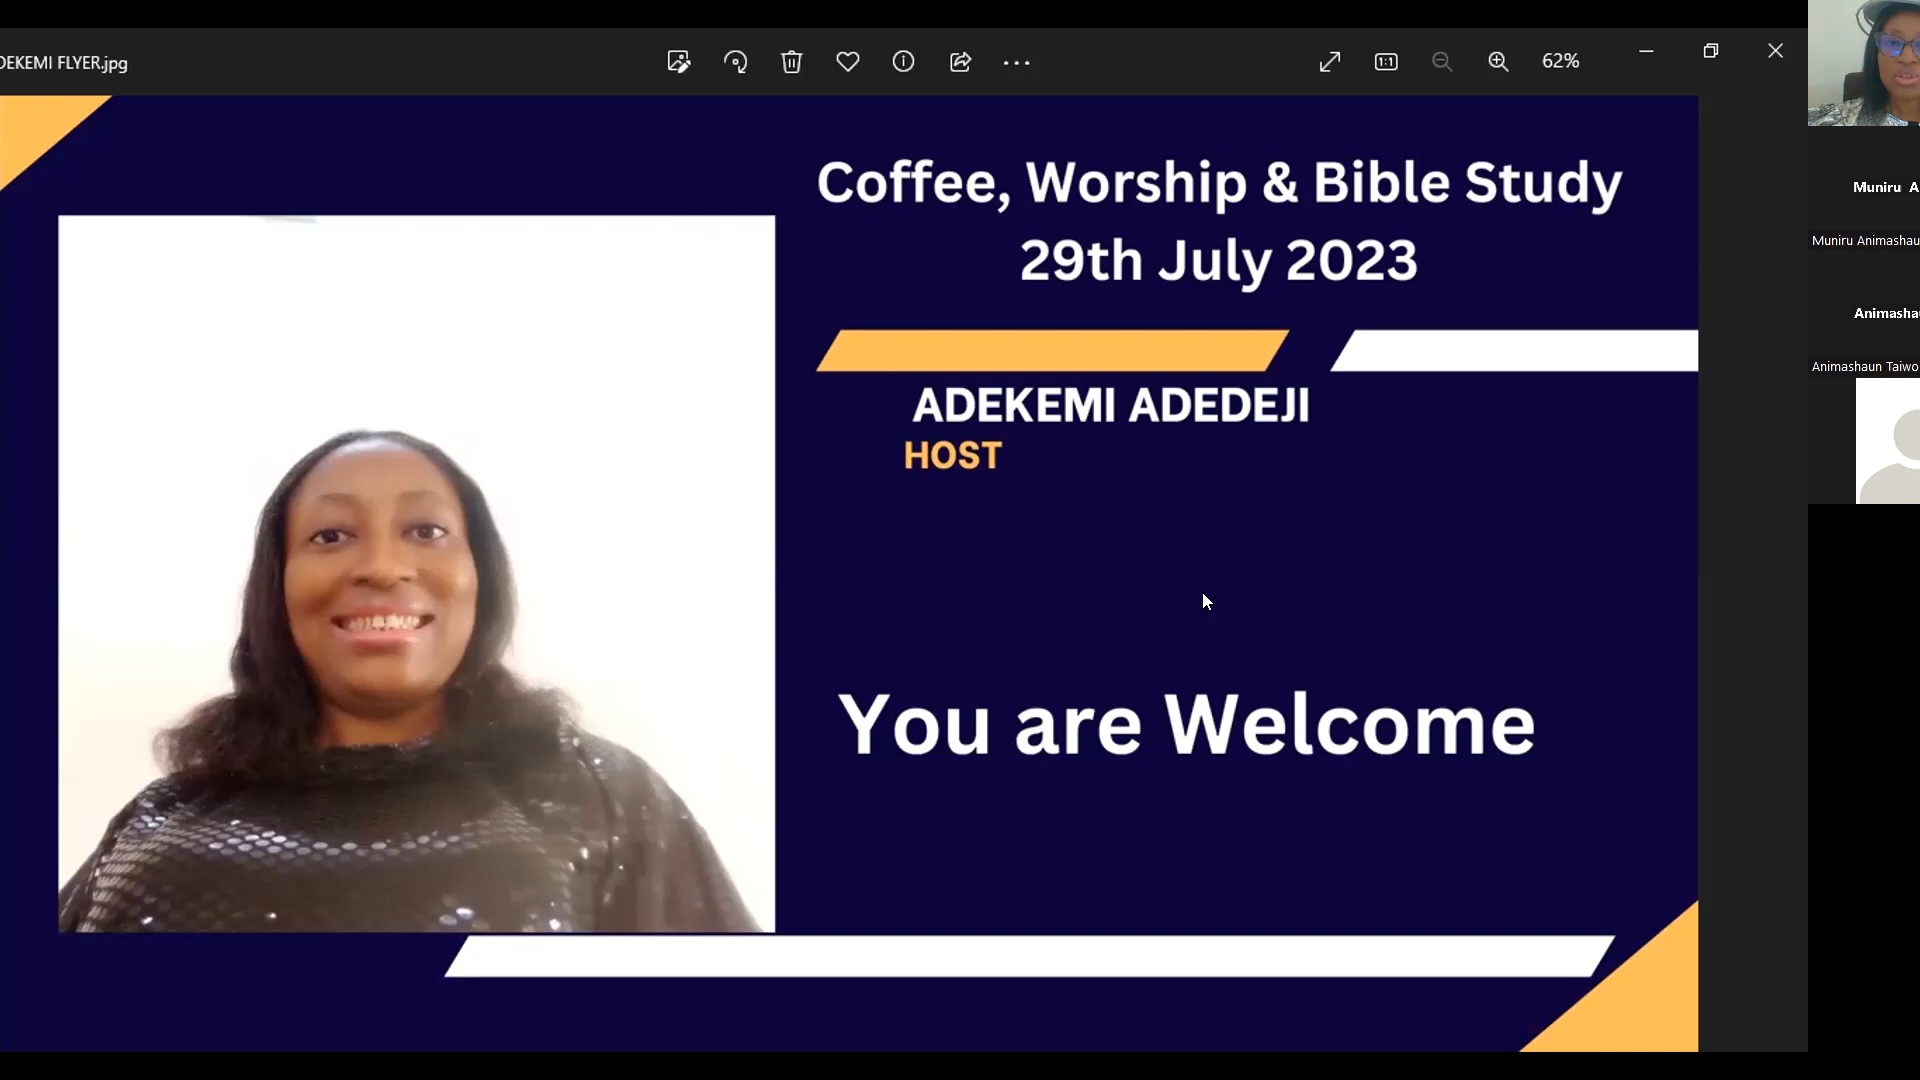 DEKEMI FLYER.jpg
62%
Coffee, Worship & Bible Study
29th July 2023
ADEKEMI ADEDEJI
HOST
You are Welcome
Muniru A
Muniru Animashau
Animasha
Animashaun Taiwo